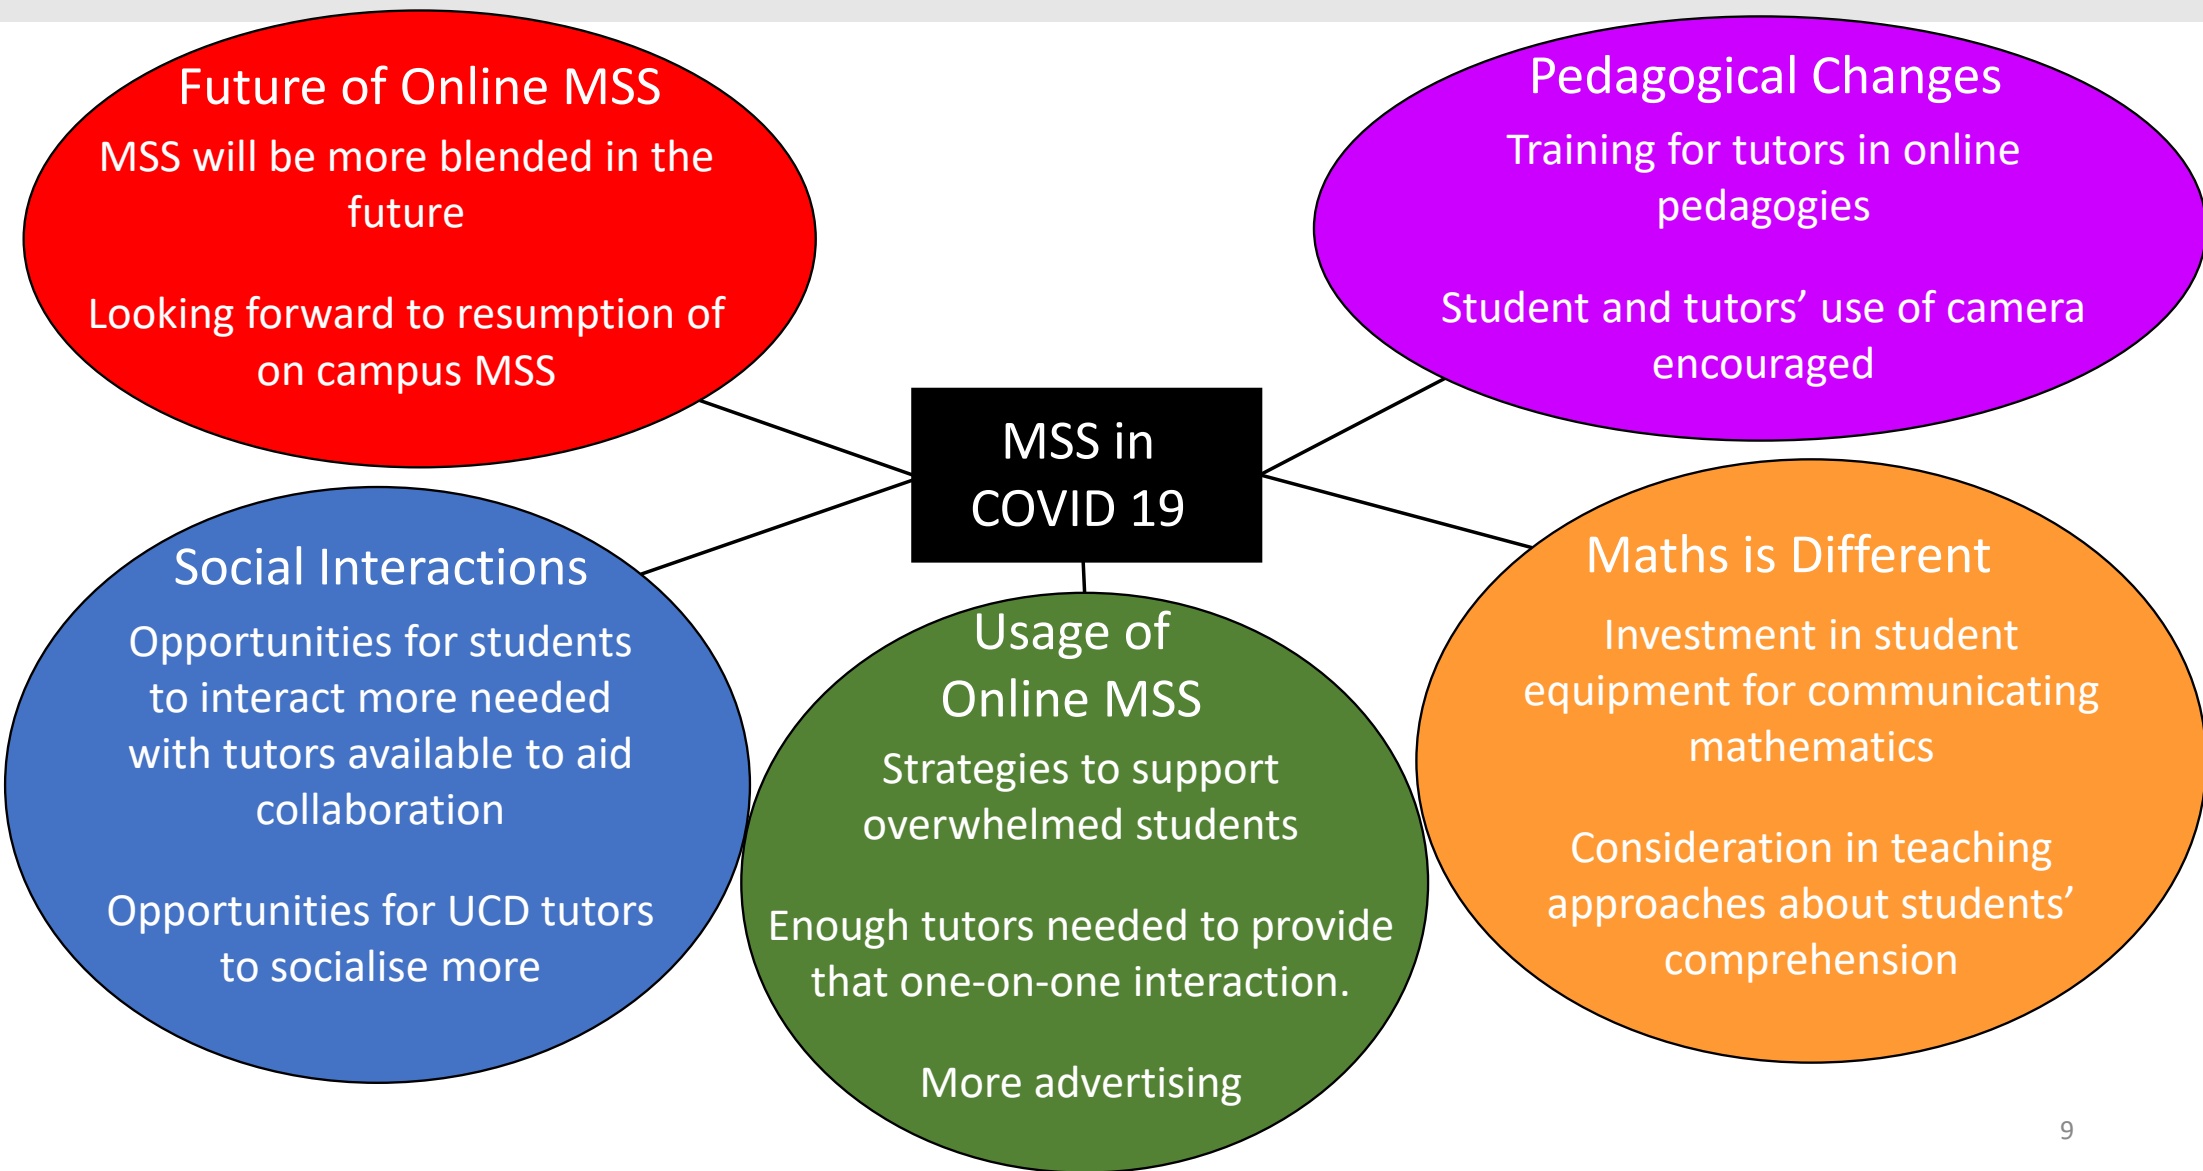 Future of Online MSS
MSS will be more blended in the
future
Looking forward to resumption of
on campus MSS
Pedagogical Changes
Training for tutors in online
pedagogies
Student and tutors’ use of camera
encouraged
MSS in
COVID 19
Social Interactions
Opportunities for students
to interact more needed
with tutors available to aid
collaboration
Opportunities for UCD tutors
to socialise more
Usage of
Online MSS
Strategies to support
overwhelmed students
Enough tutors needed to provide
that one-on-one interaction.
More advertising
Maths is Different
Investment in student
equipment for communicating
mathematics
Consideration in teaching
approaches about students’
comprehension
9